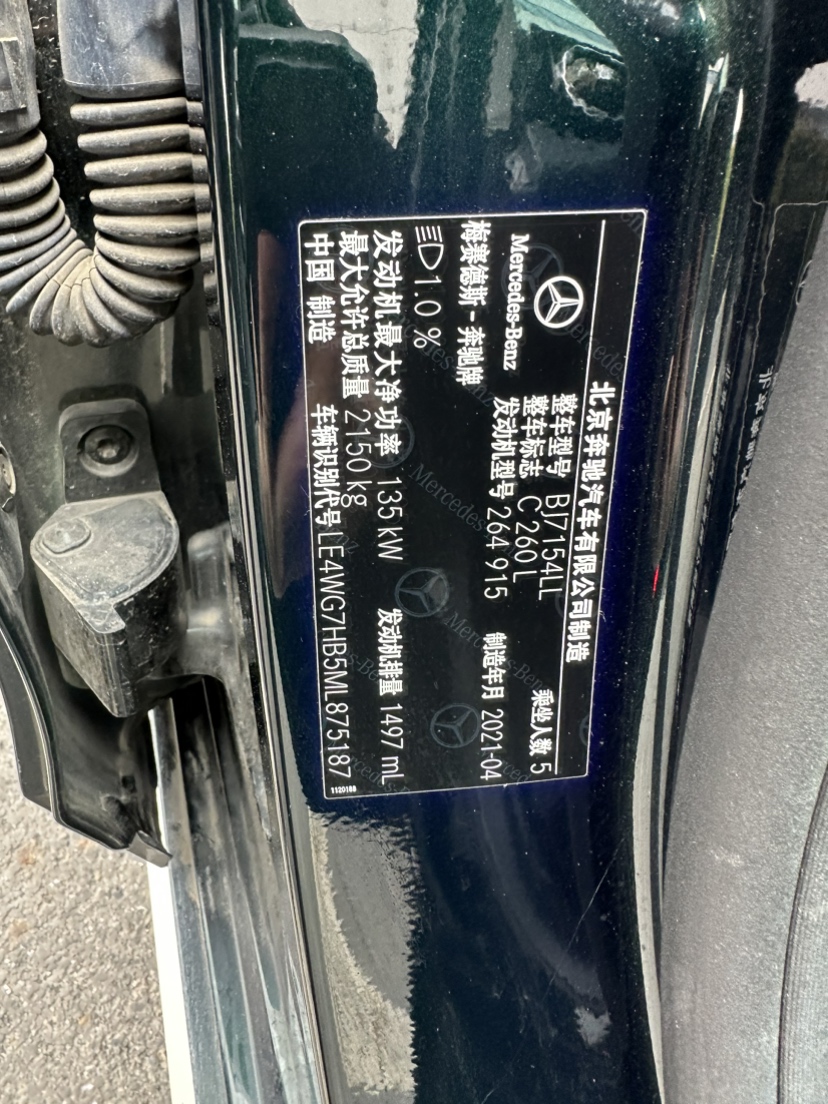 北京奔驰汽车有限公司制造
Mercedes-Benz
梅赛德斯-奔驰牌
整车型号 BJ7154LL
乘坐人数 5
整车标志 C 260 L
发动机型号 264 915
制造年月 2021-04
1.0 %
发动机最大净功率 135 kW
发动机排量 1497 mL
最大允许总质量 2150 kg
中国 制造
车辆识别代号 LE4WG7HB5ML875187
1120188